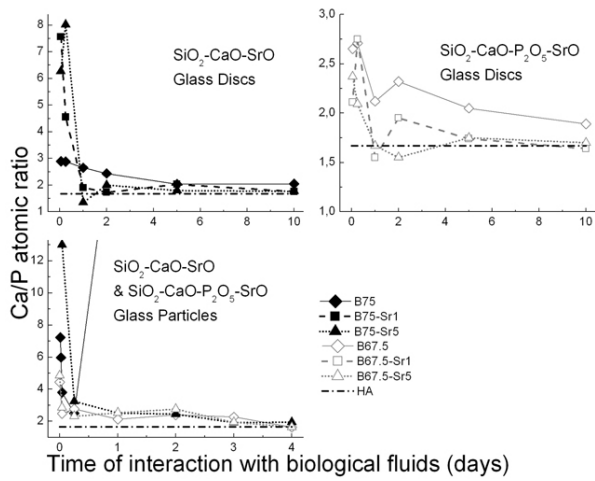 Ca/P atomic ratio
8
7
6
5
4
3
2
1
0 2 4 6 8 10
SiO₂-CaO-SrO
Glass Discs
3,0
2,5
2,0
1,5
1,0
0 2 4 6 8 10
SiO₂-CaO-P₂O₅-SrO
Glass Discs
12
10
8
6
4
2
0 1 2 3 4
SiO₂-CaO-SrO
& SiO₂-CaO-P₂O₅-SrO
Glass Particles
B75
B75-Sr1
B75-Sr5
B67.5
B67.5-Sr1
B67.5-Sr5
HA
Time of interaction with biological fluids (days)